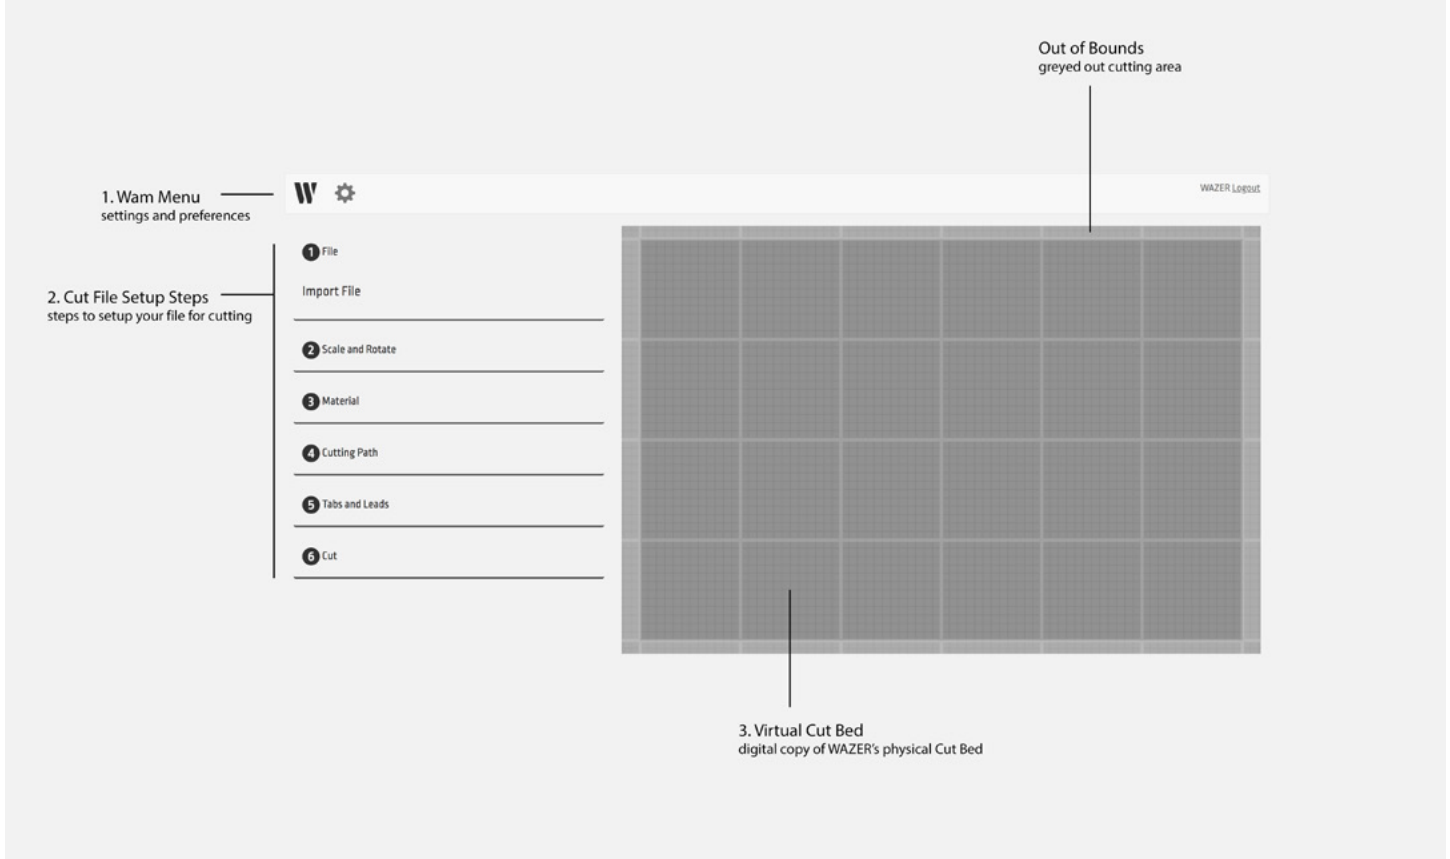 Out of Bounds
greyed out cutting area
1. Wam Menu
settings and preferences
W
WAZER Logout
1 File
Import File
2. Cut File Setup Steps
steps to setup your file for cutting
2 Scale and Rotate
3 Material
4 Cutting Path
5 Tabs and Leads
6 Cut
3. Virtual Cut Bed
digital copy of WAZER's physical Cut Bed